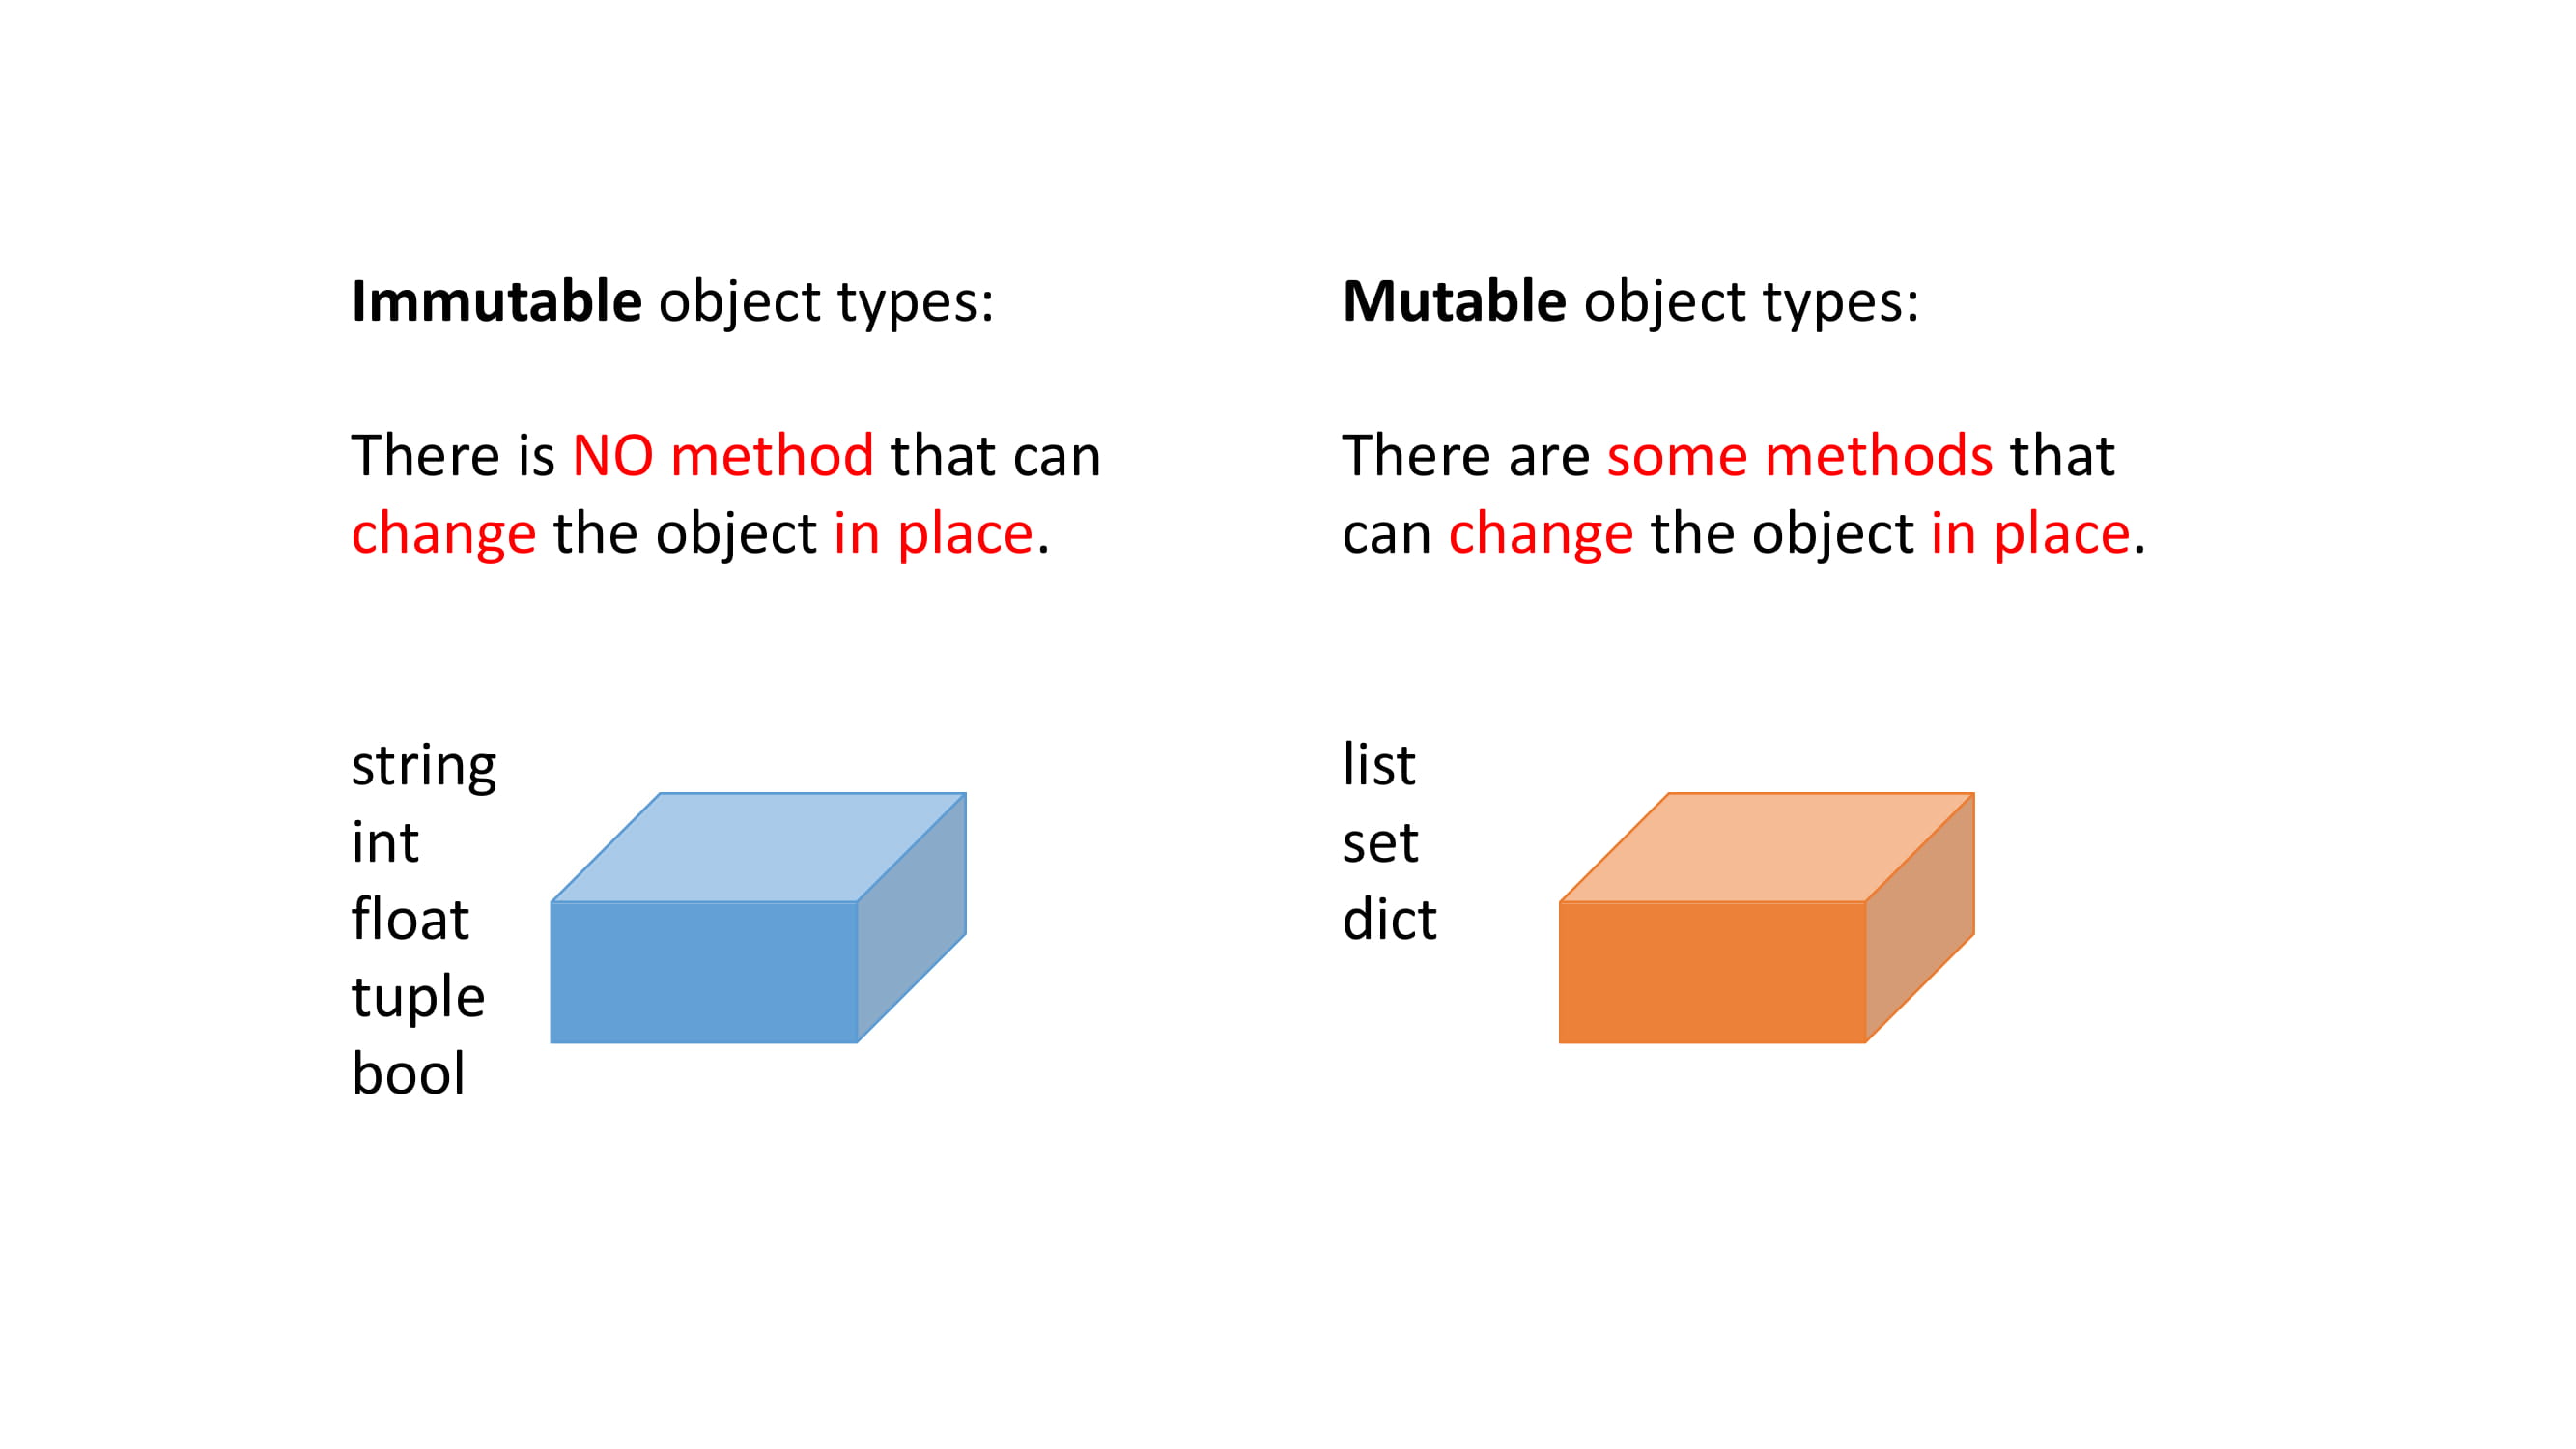 Immutable object types:
There is NO method that can
change the object in place.
string
int
float
tuple
bool
Mutable object types:
There are some methods that
can change the object in place.
list
set
dict